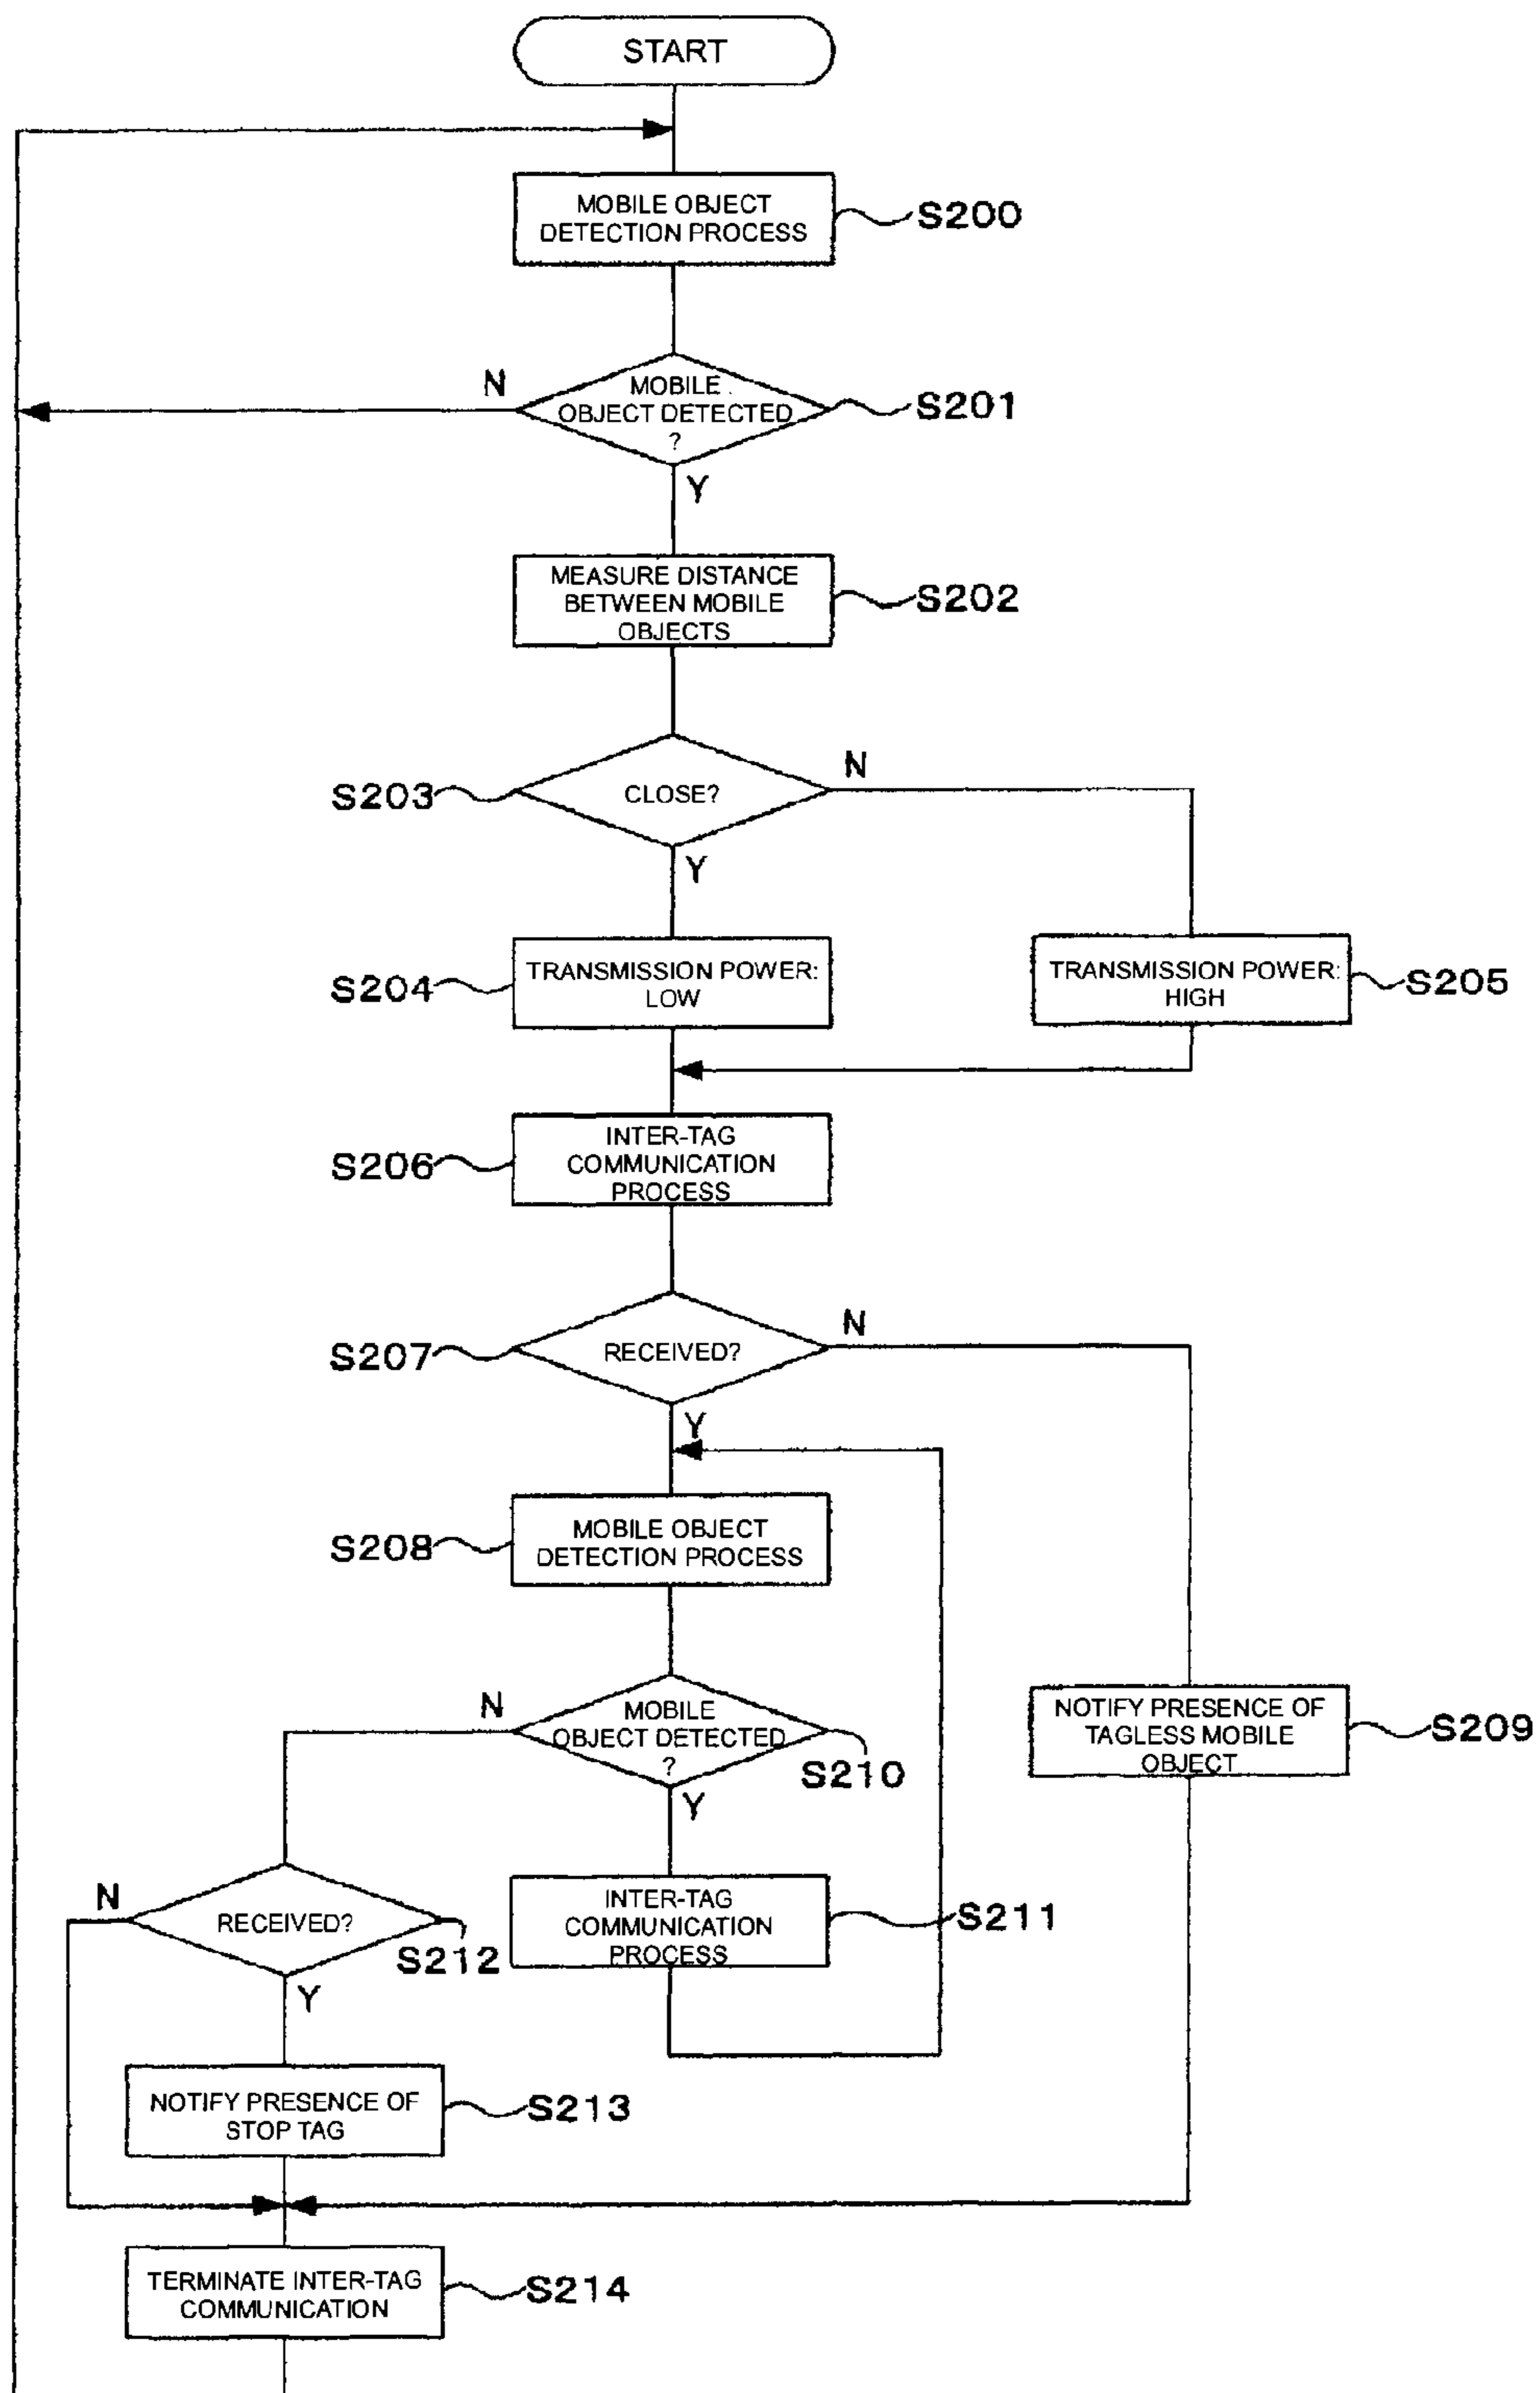 START
MOBILE OBJECT
DETECTION PROCESS
S200
N
MOBILE
OBJECT DETECTED
?
S201
Y
MEASURE DISTANCE
BETWEEN MOBILE
OBJECTS
S202
S203
CLOSE?
N
Y
S204
TRANSMISSION POWER:
LOW
TRANSMISSION POWER:
HIGH
S205
S206
INTER-TAG
COMMUNICATION
PROCESS
S207
RECEIVED?
N
Y
S208
MOBILE OBJECT
DETECTION PROCESS
N
MOBILE
OBJECT DETECTED
?
S210
Y
NOTIFY PRESENCE OF
TAGLESS MOBILE
OBJECT
S209
N
RECEIVED?
S212
Y
INTER-TAG
COMMUNICATION
PROCESS
S211
NOTIFY PRESENCE OF
STOP TAG
S213
TERMINATE INTER-TAG
COMMUNICATION
S214